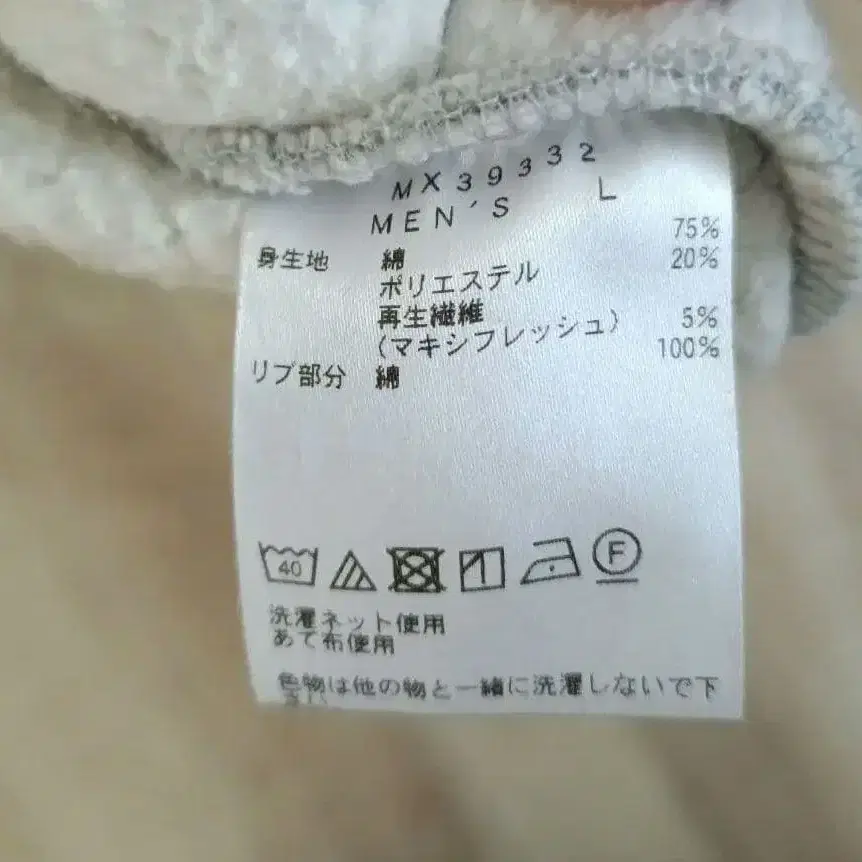 MX39332
MEN'S L
身生地 綿 75%
ポリエステル 20%
再生繊維
(マキシフレッシュ) 5%
リブ部分 綿 100%
40 F
洗濯ネット使用
あて布使用
色物は他の物と一緒に洗濯しないで下
さい